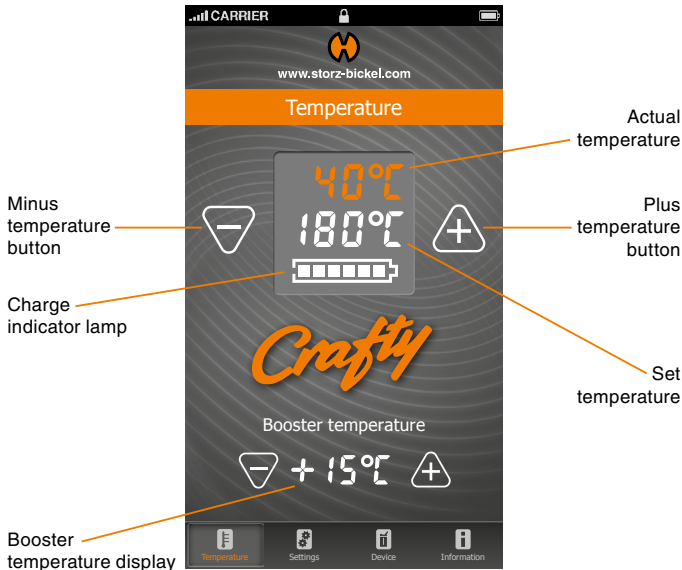 CARRIER
www.storz-bickel.com
Temperature
Actual
temperature
40°C
Minus
temperature
button
180°C
Plus
temperature
button
Charge
indicator lamp
Crafty
Set
temperature
Booster temperature
+15°C
Booster
temperature display
Temperature
Settings
Device
Information